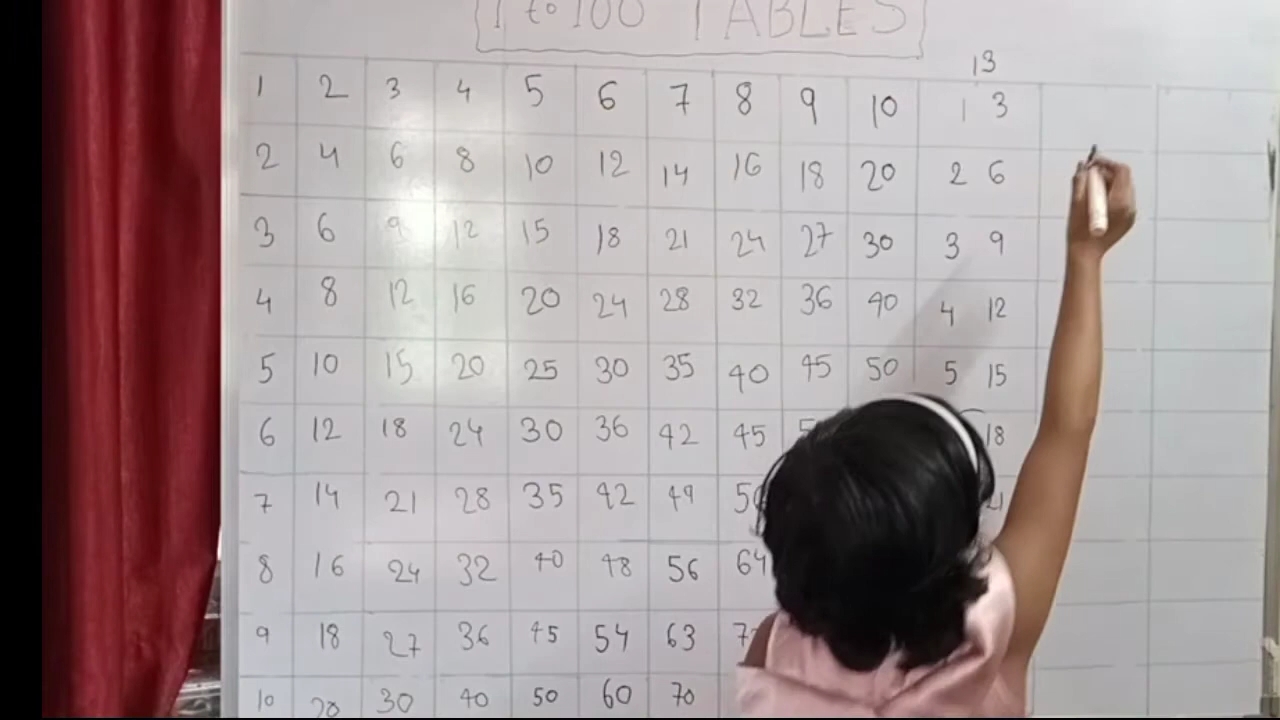 1 to 100 TABLES
13
1 2 3 4 5 6 7 8 9 10 1 3
2 4 6 8 10 12 14 16 18 20 2 6
3 6 9 12 15 18 21 24 27 30 3 9
4 8 12 16 20 24 28 32 36 40 4 12
5 10 15 20 25 30 35 40 45 50 5 15
6 12 18 24 30 36 42 45 18
7 14 21 28 35 42 49 21
8 16 24 32 40 48 56 64
9 18 27 36 45 54 63
10 20 30 40 50 60 70